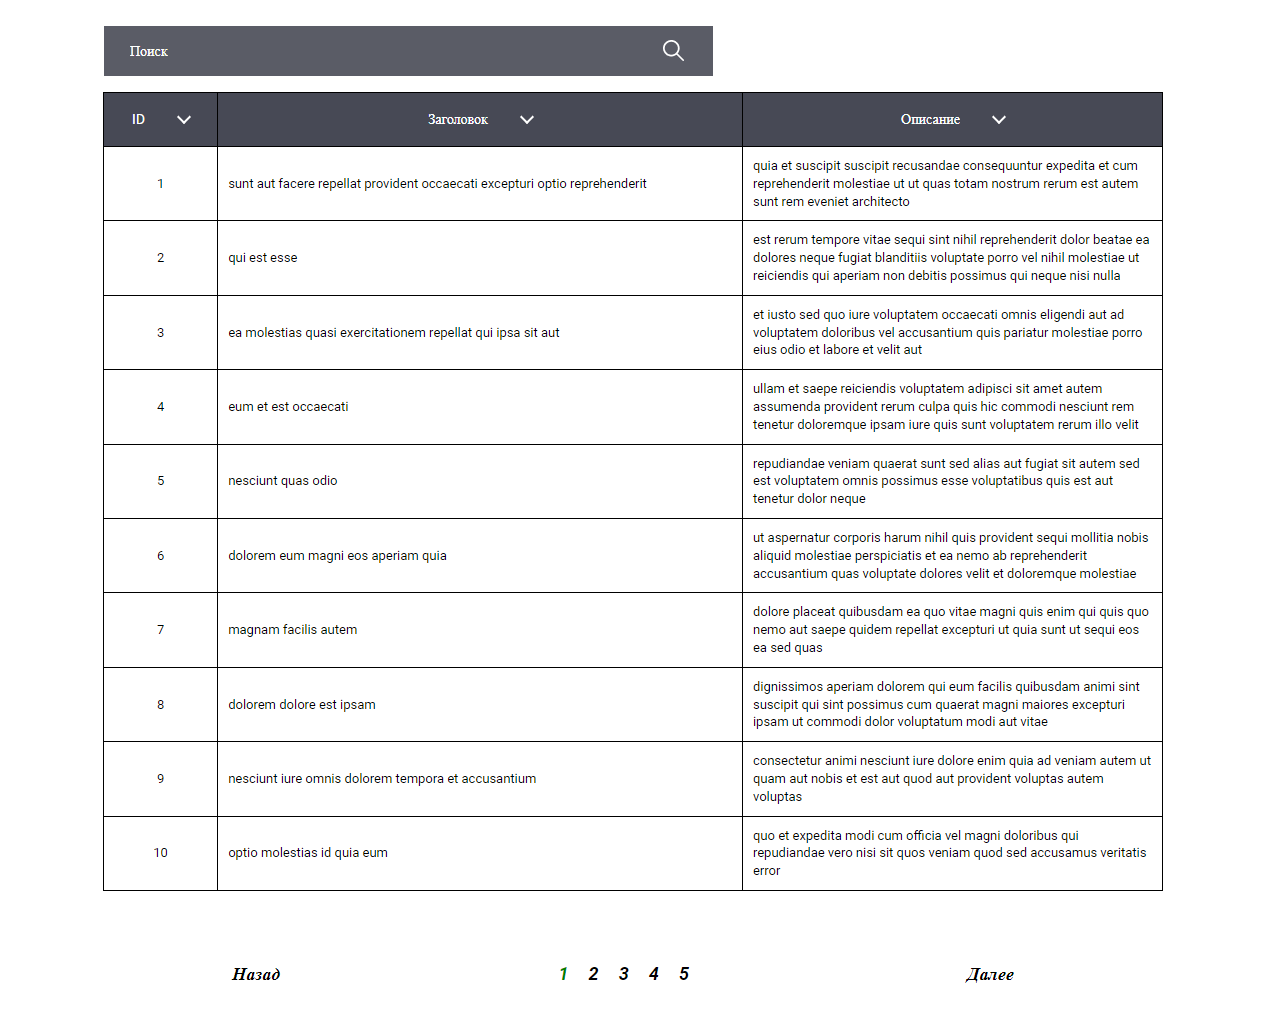 Поиск
ID Заголовок Описание
1 sunt aut facere repellat provident occaecati excepturi optio reprehenderit
quia et suscipit suscipit recusandae consequuntur expedita et cum
reprehenderit molestiae ut ut quas totam nostrum rerum est autem
sunt rem eveniet architecto
2 qui est esse
est rerum tempore vitae sequi sint nihil reprehenderit dolor beatae ea
dolores neque fugiat blanditiis voluptate porro vel nihil molestiae ut
reiciendis qui aperiam non debitis possimus qui neque nisi nulla
3 ea molestias quasi exercitationem repellat qui ipsa sit aut
et iusto sed quo iure voluptatem occaecati omnis eligendi aut ad
voluptatem doloribus vel accusantium quis pariatur molestiae porro
eius odio et labore et velit aut
4 eum et est occaecati
ullam et saepe reiciendis voluptatem adipisci sit amet autem
assumenda provident rerum culpa quis hic commodi nesciunt rem
tenetur doloremque ipsam iure quis sunt voluptatem rerum illo velit
5 nesciunt quas odio
repudiandae veniam quaerat sunt sed alias aut fugiat sit autem sed
est voluptatem omnis possimus esse voluptatibus quis est aut
tenetur dolor neque
6 dolorem eum magni eos aperiam quia
ut aspernatur corporis harum nihil quis provident sequi mollitia nobis
aliquid molestiae perspiciatis et ea nemo ab reprehenderit
accusantium quas voluptate dolores velit et doloremque molestiae
7 magnam facilis autem
dolore placeat quibusdam ea quo vitae magni quis enim qui quis quo
nemo aut saepe quidem repellat excepturi ut quia sunt ut sequi eos
ea sed quas
8 dolorem dolore est ipsam
dignissimos aperiam dolorem qui eum facilis quibusdam animi sint
suscipit qui sint possimus cum quaerat magni maiores excepturi
ipsam ut commodi dolor voluptatum modi aut vitae
9 nesciunt iure omnis dolorem tempora et accusantium
consectetur animi nesciunt iure dolore enim quia ad veniam autem ut
quam aut nobis et est aut quod aut provident voluptas autem
voluptas
10 optio molestias id quia eum
quo et expedita modi cum officia vel magni doloribus qui
repudiandae vero nisi sit quos veniam quod sed accusamus veritatis
error
Назад 1 2 3 4 5 Далее